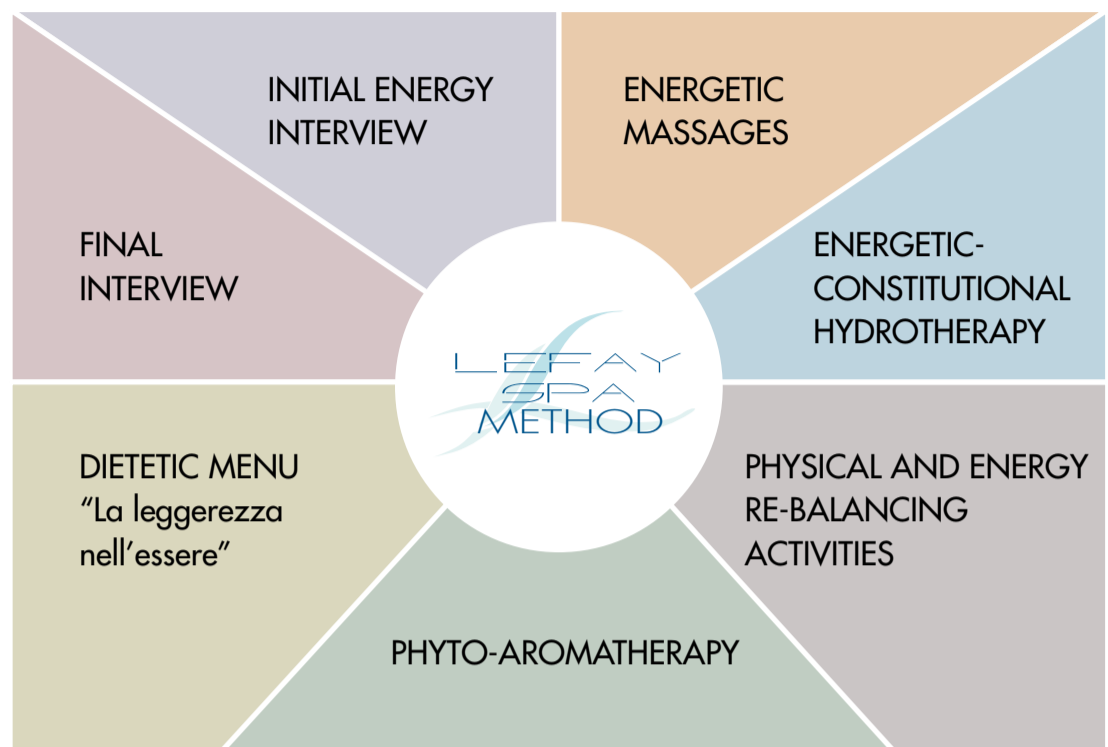 INITIAL ENERGY
INTERVIEW
ENERGETIC
MASSAGES
FINAL
INTERVIEW
ENERGETIC-
CONSTITUTIONAL
HYDROTHERAPY
LEFAY
SPA
METHOD
DIETETIC MENU
“La leggerezza
nell’essere”
PHYSICAL AND ENERGY
RE-BALANCING
ACTIVITIES
PHYTO-AROMATHERAPY